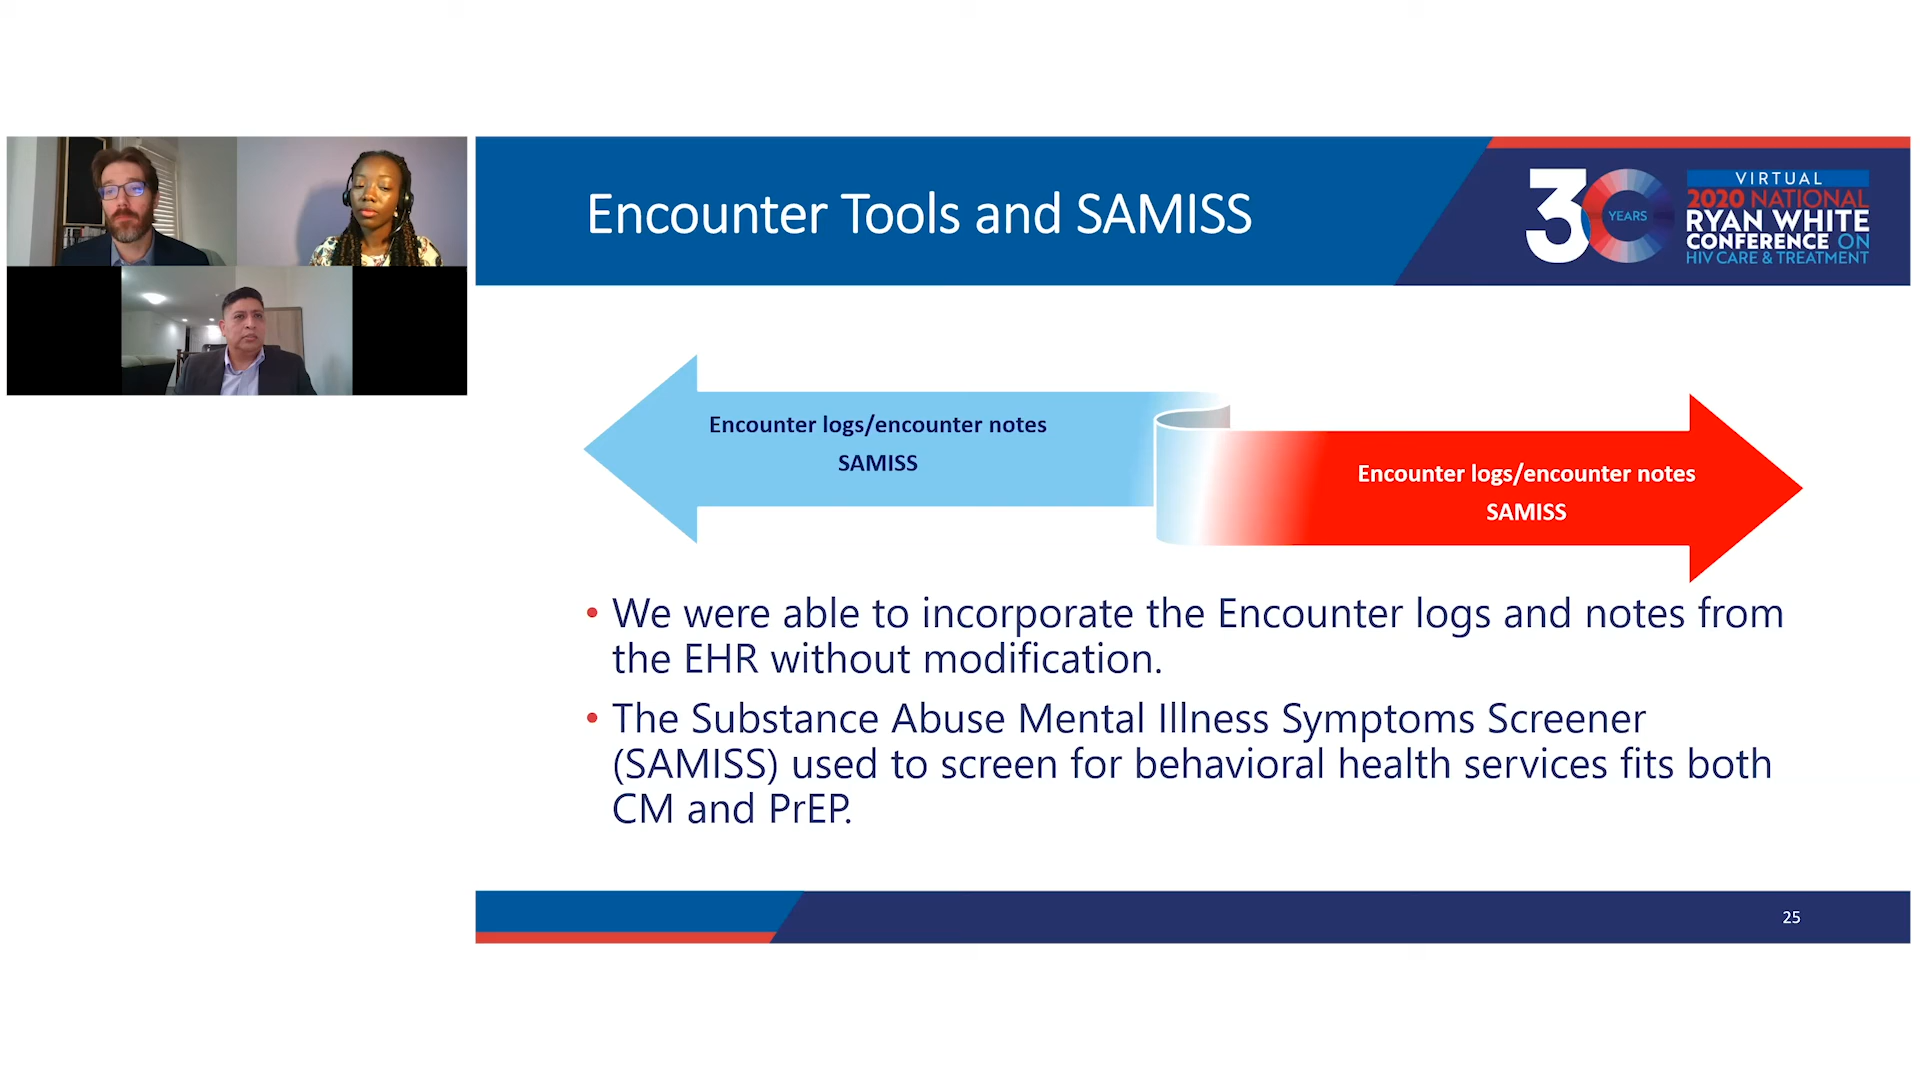 Encounter Tools and SAMISS
30
YEARS
VIRTUAL
2020 NATIONAL
RYAN WHITE
CONFERENCE ON
HIV CARE & TREATMENT
Encounter logs/encounter notes
SAMISS
Encounter logs/encounter notes
SAMISS
• We were able to incorporate the Encounter logs and notes from
the EHR without modification.
• The Substance Abuse Mental Illness Symptoms Screener
(SAMISS) used to screen for behavioral health services fits both
CM and PrEP.
25